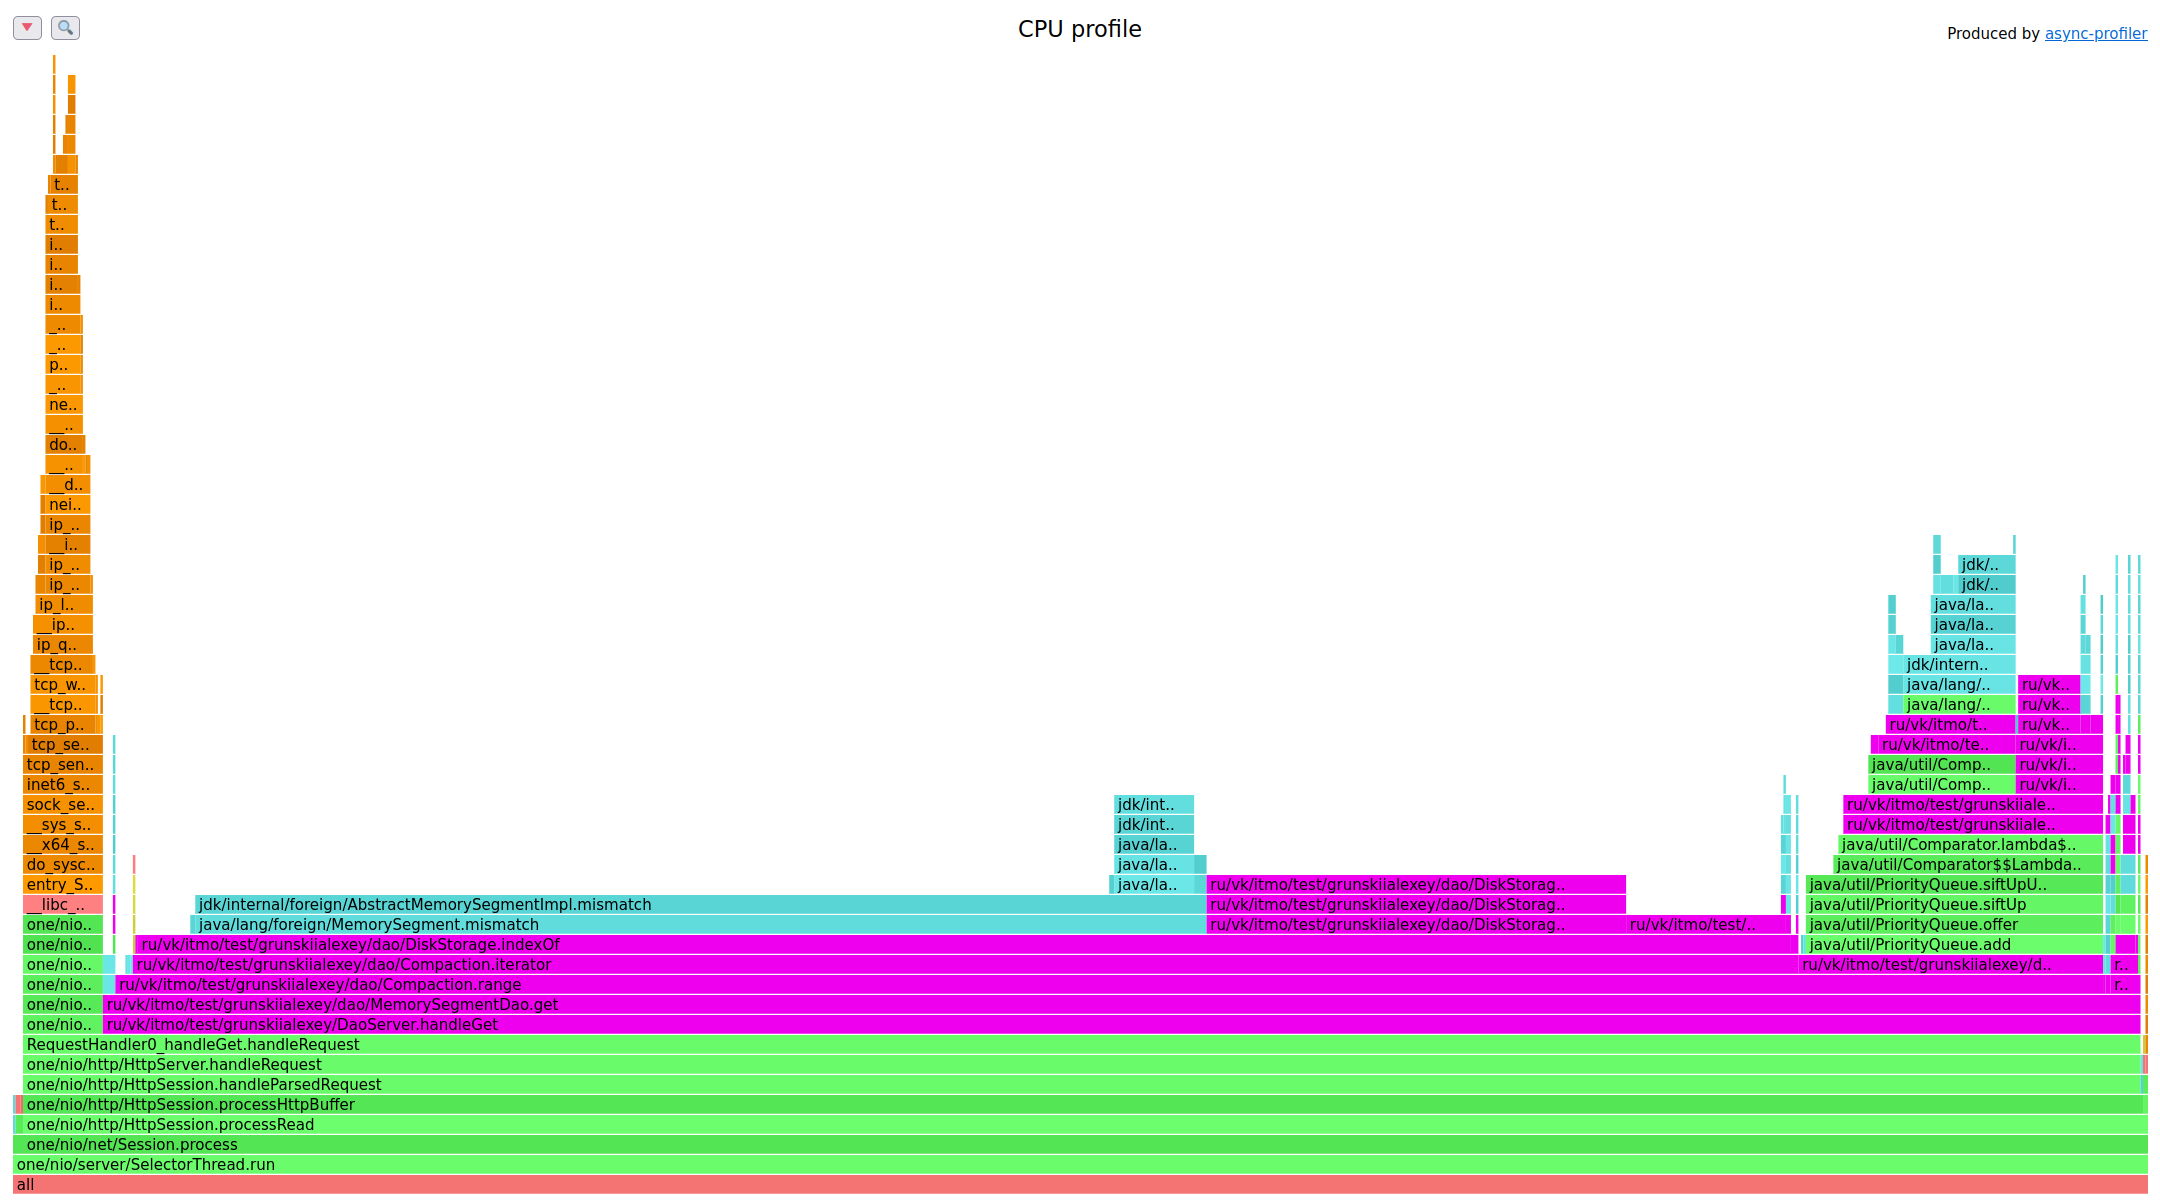 CPU profile
Produced by async-profiler
t..
t..
t..
i..
i..
i..
i..
_..
_..
p..
_..
ne..
__..
do..
__..
__d..
nei..
ip_..
__i..
ip_.. jdk/..
ip_.. jdk/..
ip_l.. java/la..
__ip.. java/la..
ip_q.. java/la..
__tcp.. jdk/intern..
tcp_w.. java/lang/.. ru/vk..
__tcp.. java/lang/.. ru/vk..
tcp_p.. ru/vk/itmo/t.. ru/vk..
tcp_se.. ru/vk/itmo/te.. ru/vk/i..
tcp_sen.. java/util/Comp.. ru/vk/i..
inet6_s.. java/util/Comp.. ru/vk/i..
sock_se.. jdk/int.. ru/vk/itmo/test/grunskiiale..
__sys_s.. jdk/int.. ru/vk/itmo/test/grunskiiale..
__x64_s.. java/la.. java/util/Comparator.lambda$..
do_sysc.. java/la.. java/util/Comparator$$Lambda..
entry_S.. java/la.. ru/vk/itmo/test/grunskiialexey/dao/DiskStorag.. java/util/PriorityQueue.siftUpU..
__libc_.. jdk/internal/foreign/AbstractMemorySegmentImpl.mismatch ru/vk/itmo/test/grunskiialexey/dao/DiskStorag.. java/util/PriorityQueue.siftUp
one/nio.. java/lang/foreign/MemorySegment.mismatch ru/vk/itmo/test/grunskiialexey/dao/DiskStorag.. ru/vk/itmo/test/.. java/util/PriorityQueue.offer
one/nio.. ru/vk/itmo/test/grunskiialexey/dao/DiskStorage.indexOf java/util/PriorityQueue.add
one/nio.. ru/vk/itmo/test/grunskiialexey/dao/Compaction.iterator ru/vk/itmo/test/grunskiialexey/d.. r..
one/nio.. ru/vk/itmo/test/grunskiialexey/dao/Compaction.range r..
one/nio.. ru/vk/itmo/test/grunskiialexey/dao/MemorySegmentDao.get
one/nio.. ru/vk/itmo/test/grunskiialexey/DaoServer.handleGet
RequestHandler0_handleGet.handleRequest
one/nio/http/HttpServer.handleRequest
one/nio/http/HttpSession.handleParsedRequest
one/nio/http/HttpSession.processHttpBuffer
one/nio/http/HttpSession.processRead
one/nio/net/Session.process
one/nio/server/SelectorThread.run
all